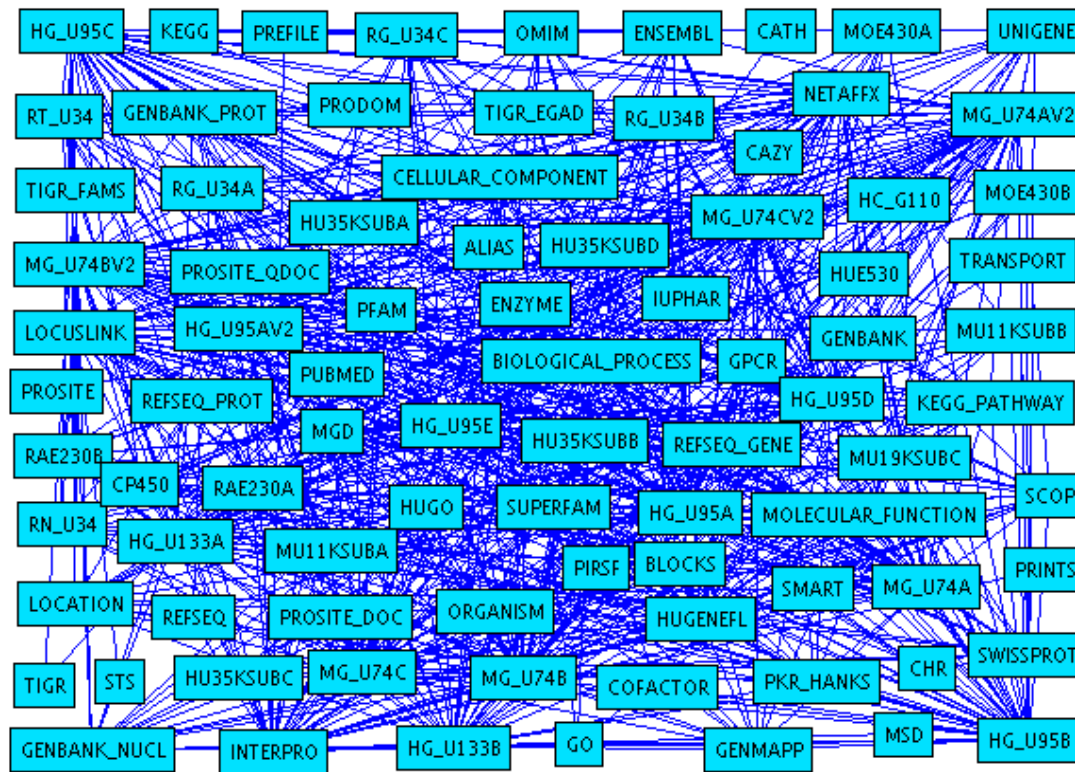 HG_U95C
KEGG
PREFILE
RG_U34C
OMIM
ENSEMBL
CATH
MOE430A
UNIGENE
RT_U34
GENBANK_PROT
PRODOM
TIGR_EGAD
RG_U34B
NETAFFX
MG_U74AV2
CAZY
TIGR_FAMS
RG_U34A
CELLULAR_COMPONENT
HC_G110
MOE430B
HU35KSUBA
MG_U74CV2
ALIAS
HU35KSUBD
MG_U74BV2
PROSITE_QDOC
HUE530
TRANSPORT
PFAM
ENZYME
IUPHAR
LOCUSLINK
HG_U95AV2
GENBANK
MU11KSUBB
PUBMED
BIOLOGICAL_PROCESS
GPCR
PROSITE
REFSEQ_PROT
HG_U95D
KEGG_PATHWAY
MGD
HG_U95E
HU35KSUBB
REFSEQ_GENE
RAE230B
MU19KSUBC
CP450
RAE230A
SCOP
RN_U34
HUGO
SUPERFAM
HG_U95A
MOLECULAR_FUNCTION
HG_U133A
MU11KSUBA
PIRSF
BLOCKS
PRINTS
LOCATION
REFSEQ
PROSITE_DOC
ORGANISM
HUGENEFL
SMART
MG_U74A
TIGR
STS
HU35KSUBC
MG_U74C
MG_U74B
COFACTOR
PKR_HANKS
CHR
SWISSPROT
GENBANK_NUCL
INTERPRO
HG_U133B
GO
GENMAPP
MSD
HG_U95B